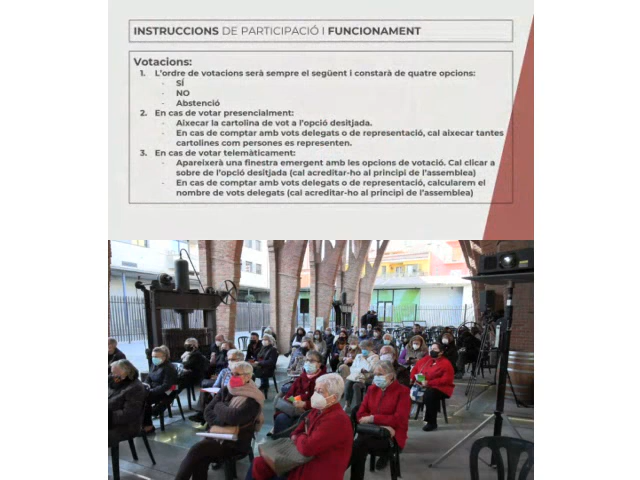 INSTRUCCIONS DE PARTICIPACIÓ I FUNCIONAMENT
Votacions:
1. L'ordre de votacions serà sempre el següent i constarà de quatre opcions:
- SÍ
- NO
- Abstenció
2. En cas de votar presencialment:
- Aixecar la cartolina de vot a l'opció desitjada.
- En cas de comptar amb vots delegats o de representació, cal aixecar tantes
cartolines com persones es representen.
3. En cas de votar telemàticament:
- Apareixerà una finestra emergent amb les opcions de votació. Cal clicar a
sobre de l'opció desitjada (cal acreditar-ho al principi de l'assemblea)
- En cas de comptar amb vots delegats o de representació, calcularem el
nombre de vots delegats (cal acreditar-ho al principi de l'assemblea)